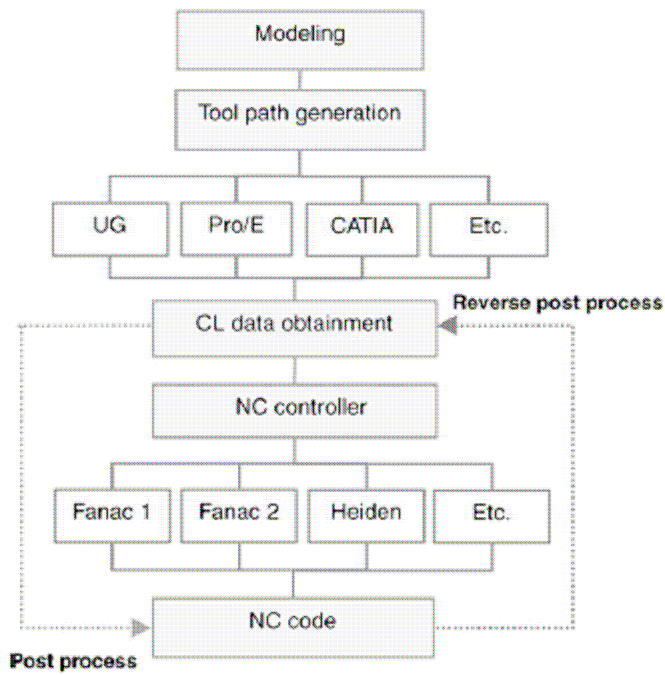 Modeling
Tool path generation
UG
Pro/E
CATIA
Etc.
Reverse post process
CL data obtainment
NC controller
Fanac 1
Fanac 2
Heiden
Etc.
NC code
Post process